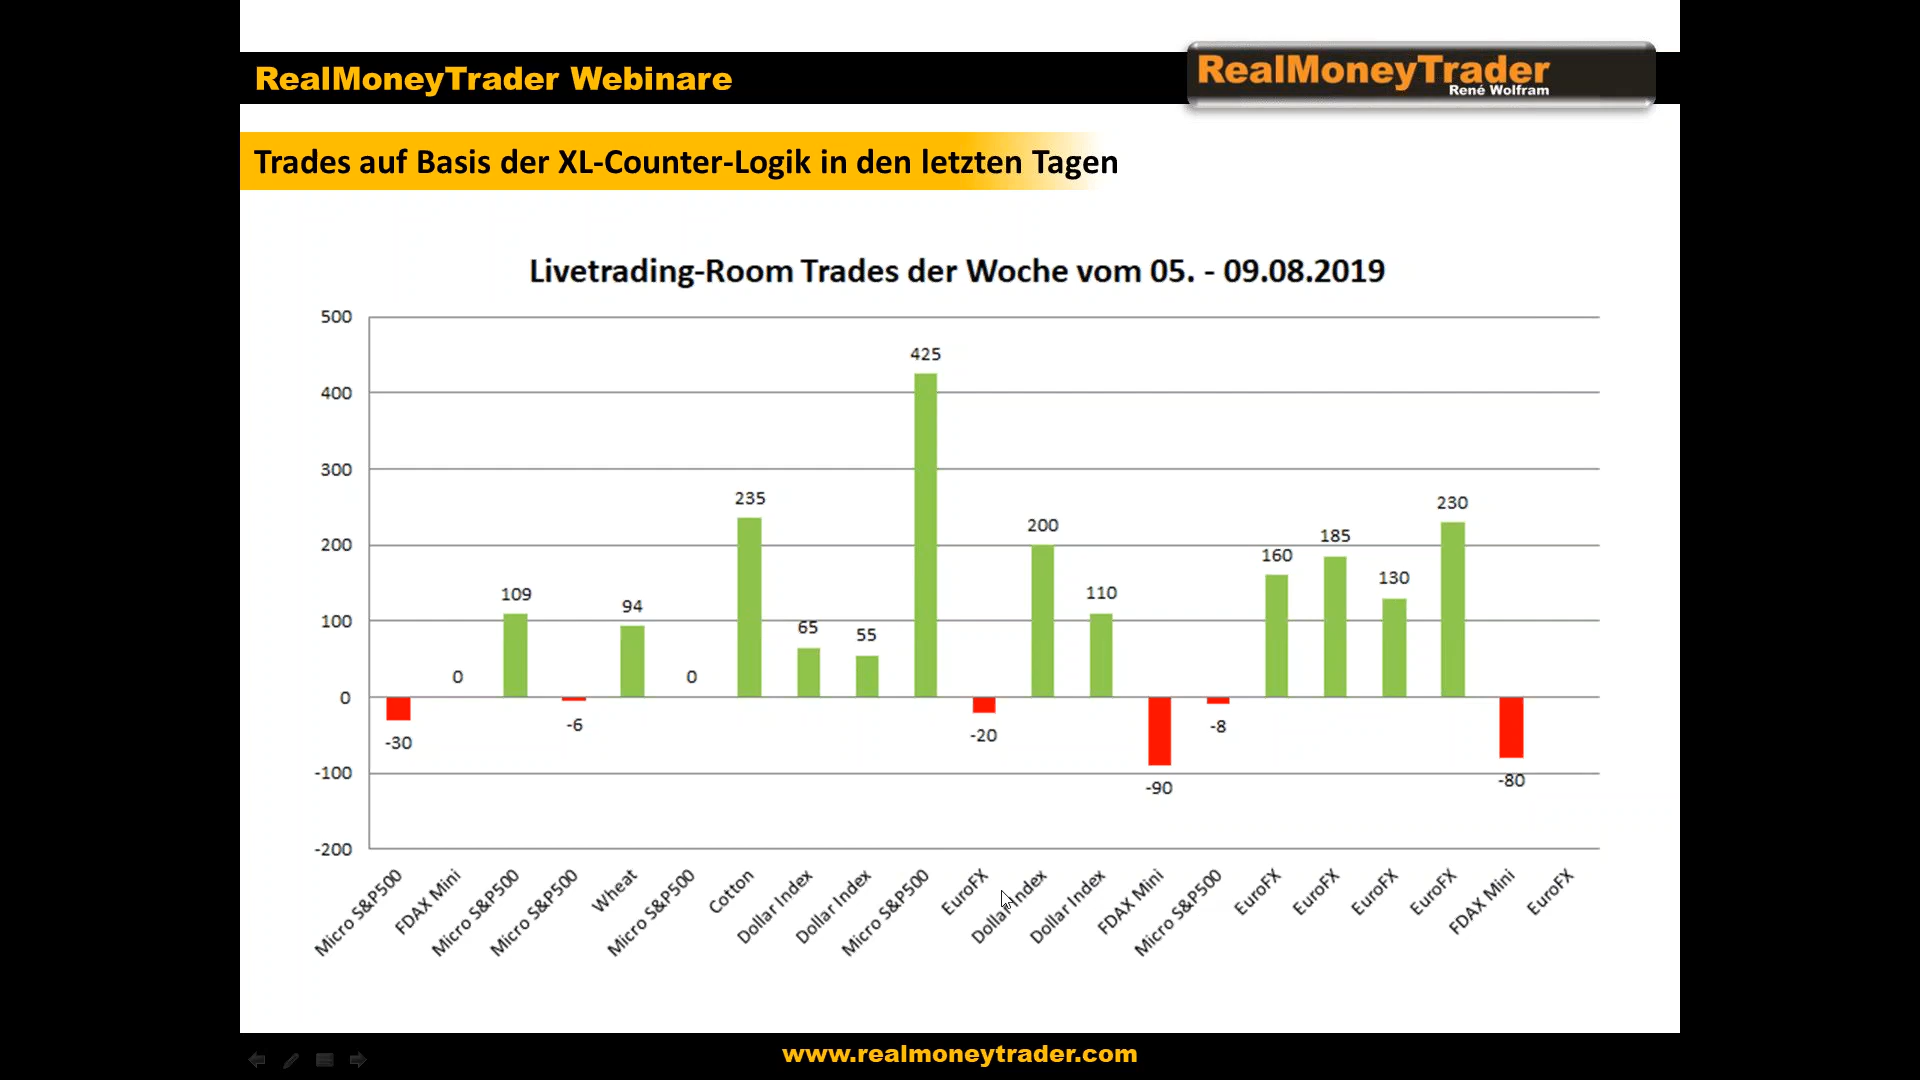 RealMoneyTrader Webinare
RealMoneyTrader
René Wolfram
Trades auf Basis der XL-Counter-Logik in den letzten Tagen
Livetrading-Room Trades der Woche vom 05. - 09.08.2019
500
400
300
200
100
0
-100
-200
-30
0
109
-6
94
0
235
65
55
425
-20
200
110
-90
-8
160
185
130
230
-80
Micro S&P500
FDAX Mini
Micro S&P500
Micro S&P500
Wheat
Micro S&P500
Cotton
Dollar Index
Dollar Index
Micro S&P500
EuroFX
Dollar Index
Dollar Index
FDAX Mini
Micro S&P500
EuroFX
EuroFX
EuroFX
EuroFX
FDAX Mini
EuroFX
www.realmoneytrader.com